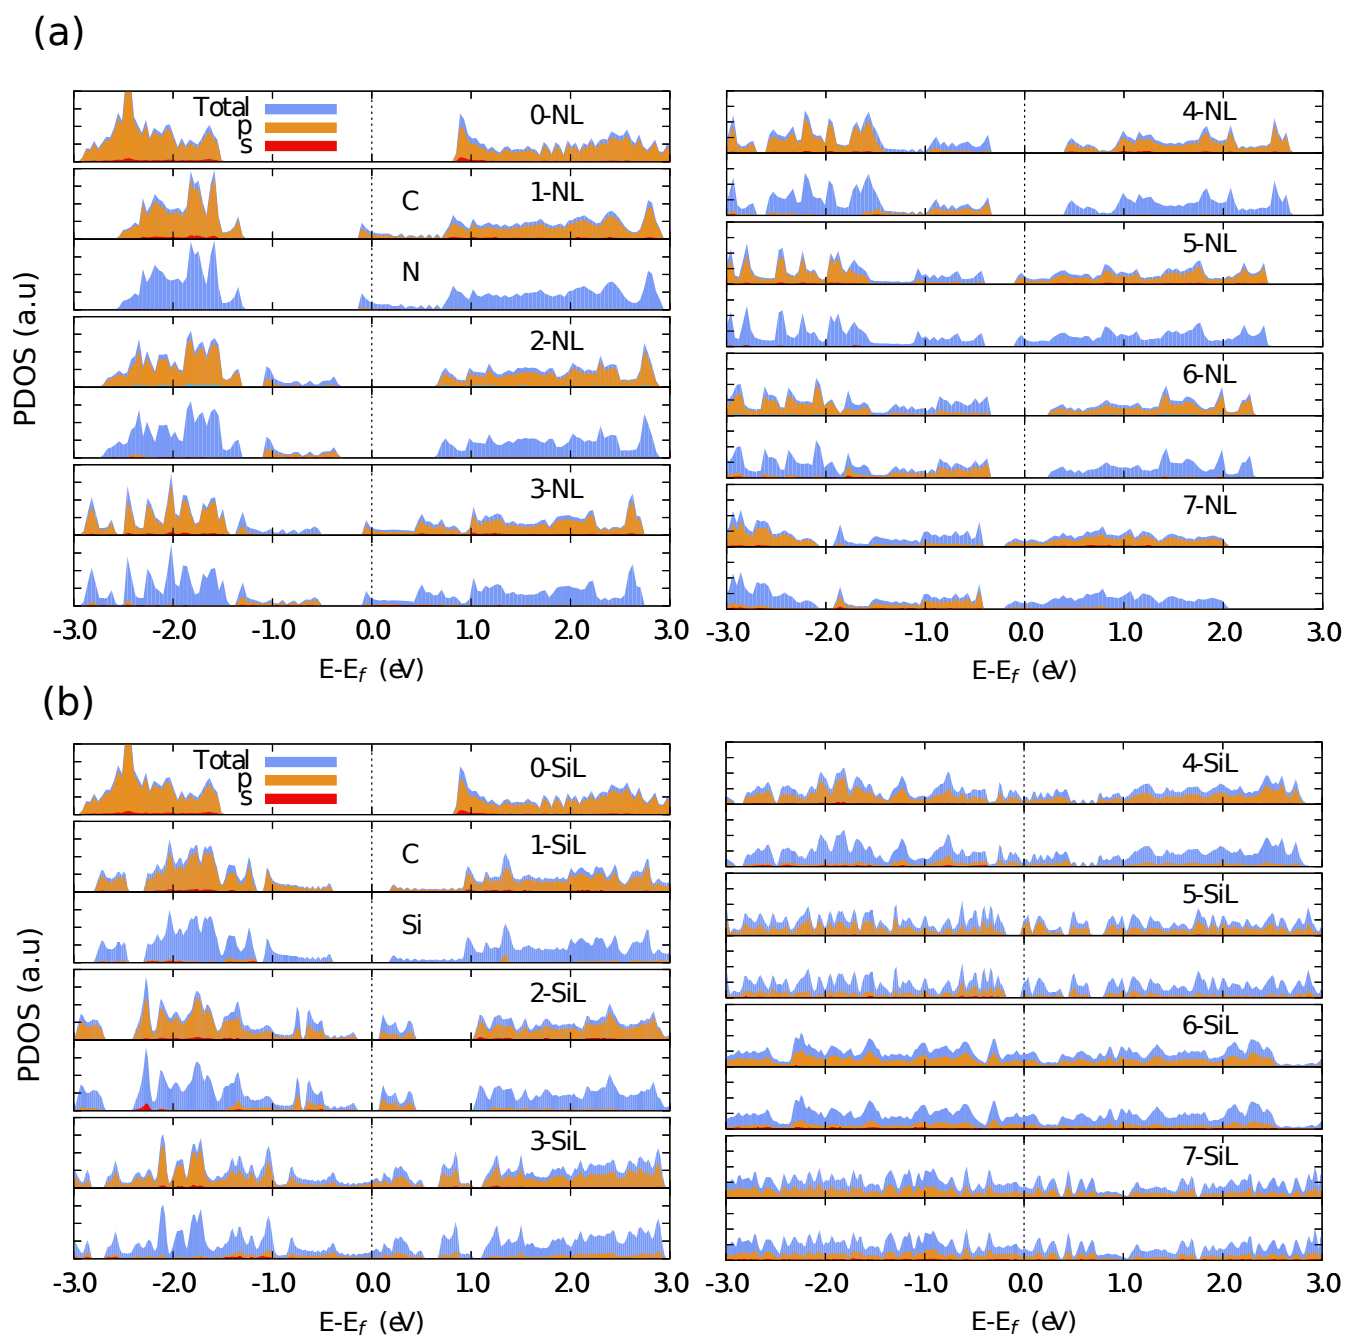 (a)
Total
p
s
0-NL
1-NL
C
N
2-NL
3-NL
4-NL
5-NL
6-NL
7-NL
PDOS (a.u)
-3.0 -2.0 -1.0 0.0 1.0 2.0 3.0
-3.0 -2.0 -1.0 0.0 1.0 2.0 3.0
E-Ef (eV)
E-Ef (eV)
(b)
Total
p
s
0-SiL
1-SiL
C
Si
2-SiL
3-SiL
4-SiL
5-SiL
6-SiL
7-SiL
PDOS (a.u)
-3.0 -2.0 -1.0 0.0 1.0 2.0 3.0
-3.0 -2.0 -1.0 0.0 1.0 2.0 3.0
E-Ef (eV)
E-Ef (eV)